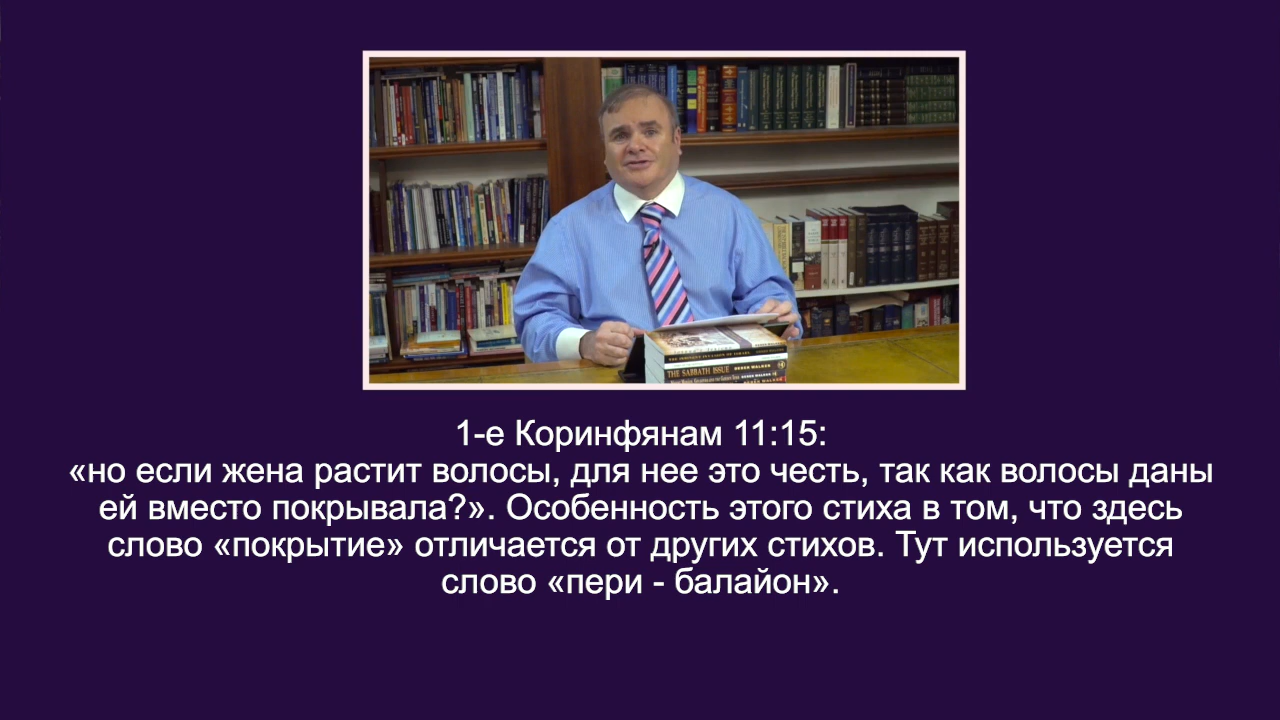 THE SABBATH ISSUE DEREK WALKER
1-е Коринфянам 11:15:
«но если жена растит волосы, для нее это честь, так как волосы даны
ей вместо покрывала?». Особенность этого стиха в том, что здесь
слово «покрытие» отличается от других стихов. Тут используется
слово «пери - балайон».